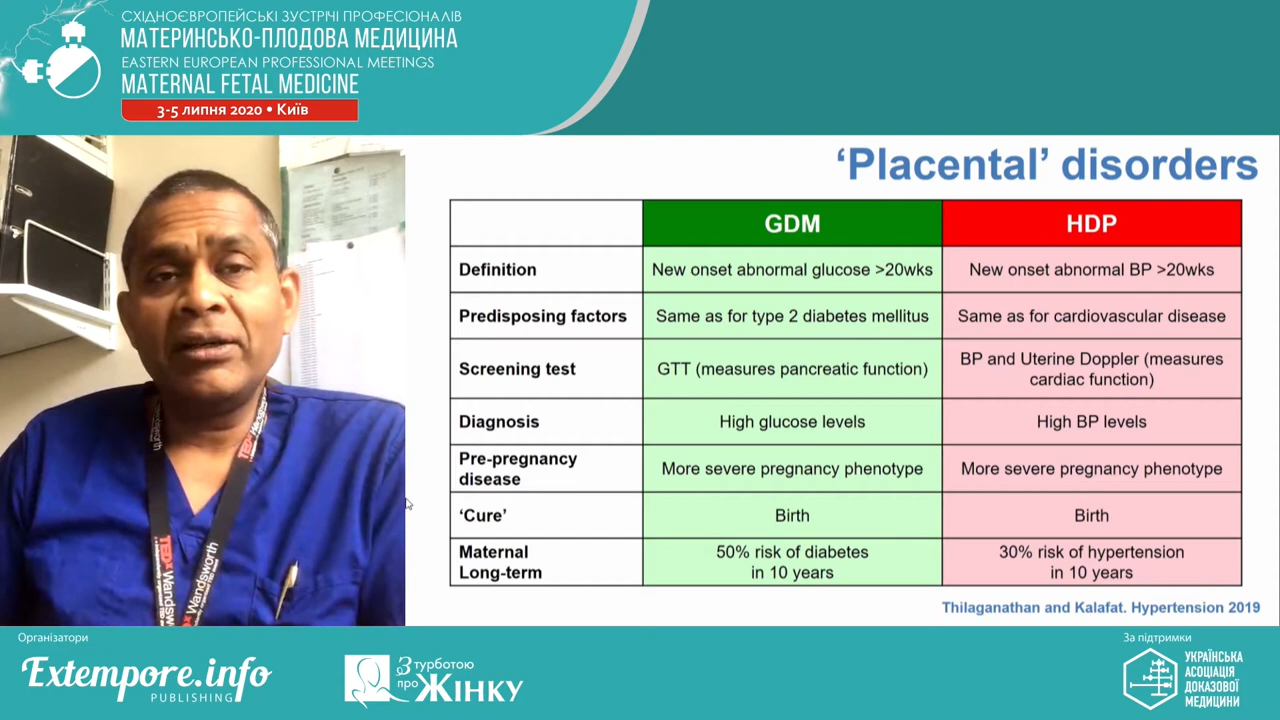 СХІДНОЄВРОПЕЙСЬКІ ЗУСТРІЧІ ПРОФЕСІОНАЛІВ
МАТЕРИНСЬКО-ПЛОДОВА МЕДИЦИНА
EASTERN EUROPEAN PROFESSIONAL MEETINGS
MATERNAL FETAL MEDICINE
3-5 липня 2020 • Київ
‘Placental’ disorders
GDM HDP
Definition New onset abnormal glucose >20wks New onset abnormal BP >20wks
Predisposing factors Same as for type 2 diabetes mellitus Same as for cardiovascular disease
Screening test GTT (measures pancreatic function) BP and Uterine Doppler (measures
cardiac function)
Diagnosis High glucose levels High BP levels
Pre-pregnancy
disease More severe pregnancy phenotype More severe pregnancy phenotype
‘Cure’ Birth Birth
Maternal 50% risk of diabetes 30% risk of hypertension
Long-term in 10 years in 10 years
Thilaganathan and Kalafat. Hypertension 2019
TEDx Wandsworth
Wandsworth
Організатори
Extempore.info
PUBLISHING
З турботою
про ЖІНКУ
За підтримки
УКРАЇНСЬКА
АСОЦІАЦІЯ
ДОКАЗОВОЇ
МЕДИЦИНИ